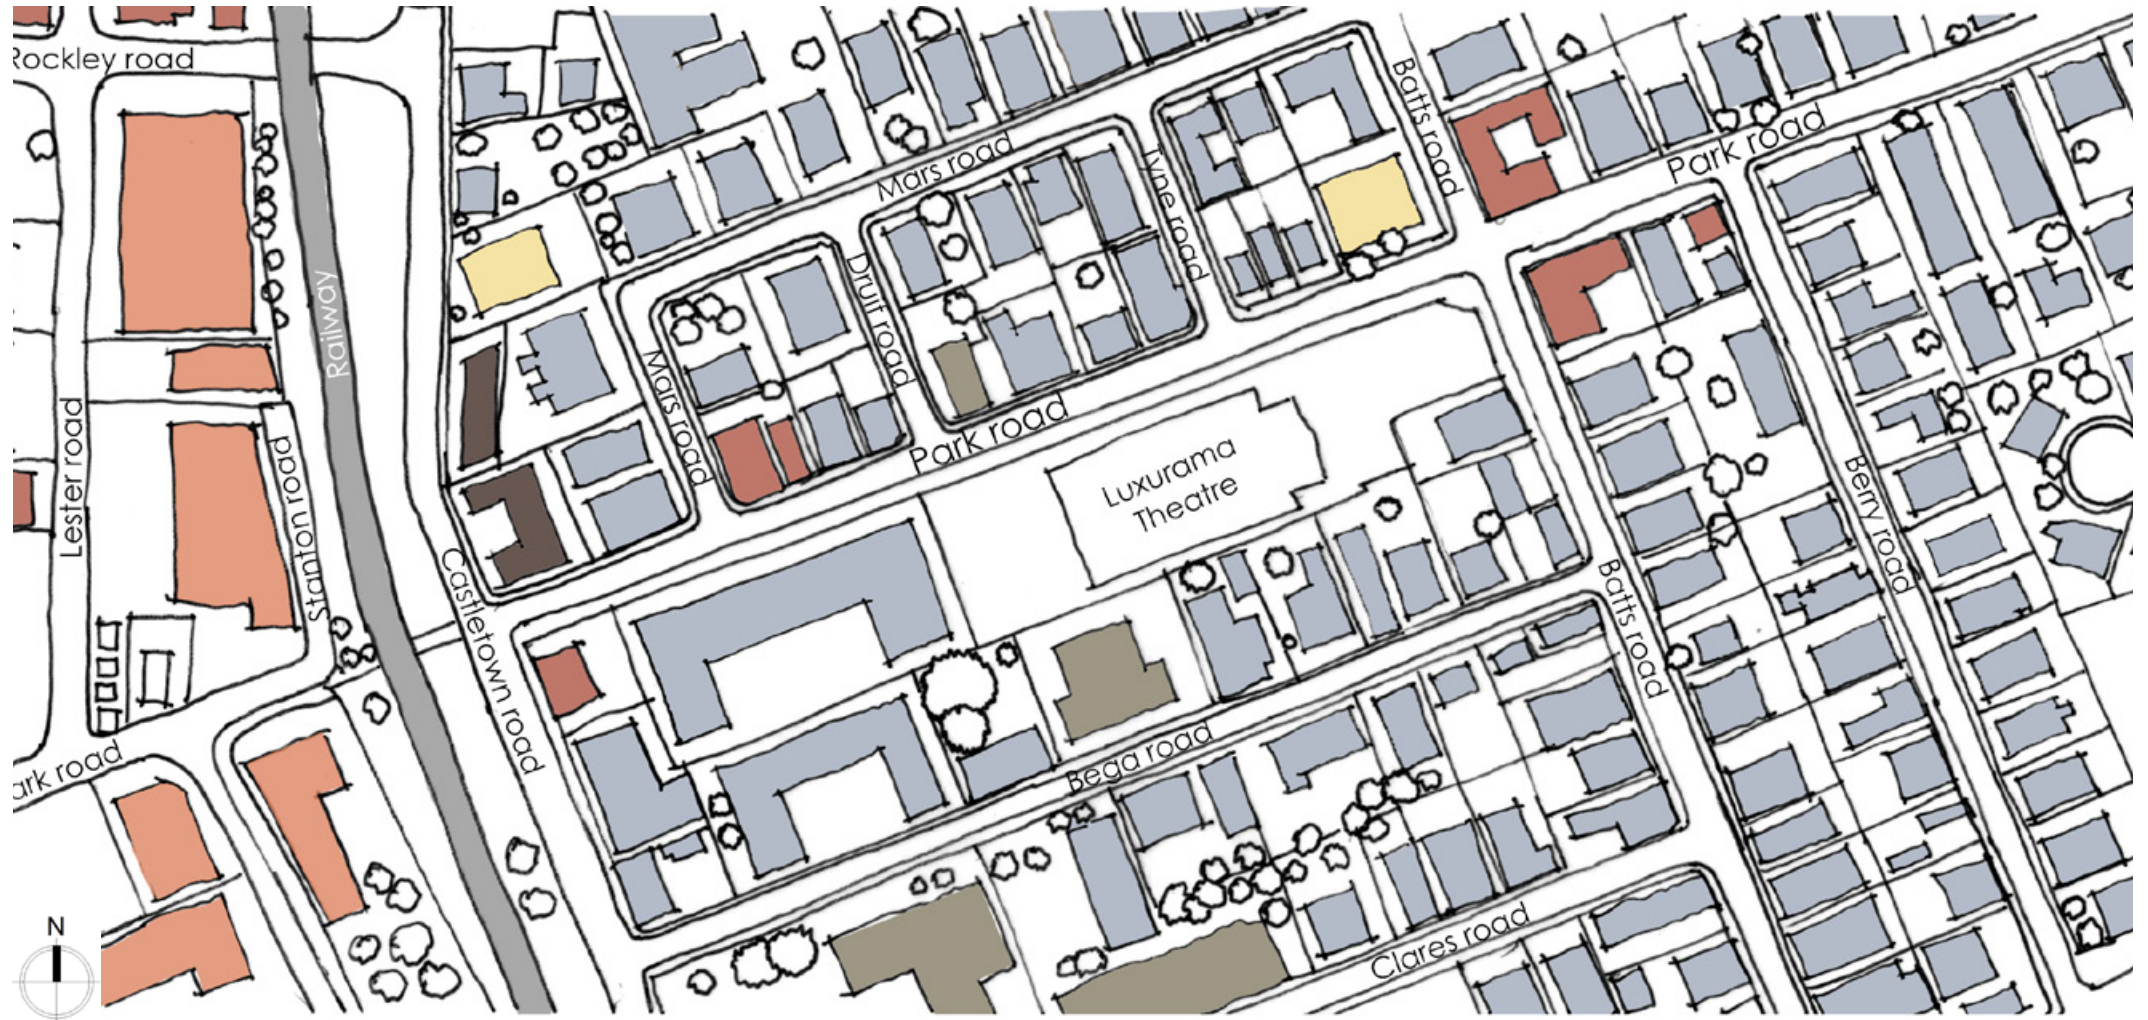 Rockley road
Batts road
Park road
Mars road
Tyne road
Druif road
Railway
Mars road
Lester road
Stanton road
Park road
Luxurama
Theatre
Berry road
Castletown road
Batts road
ark road
Bega road
Clares road
N